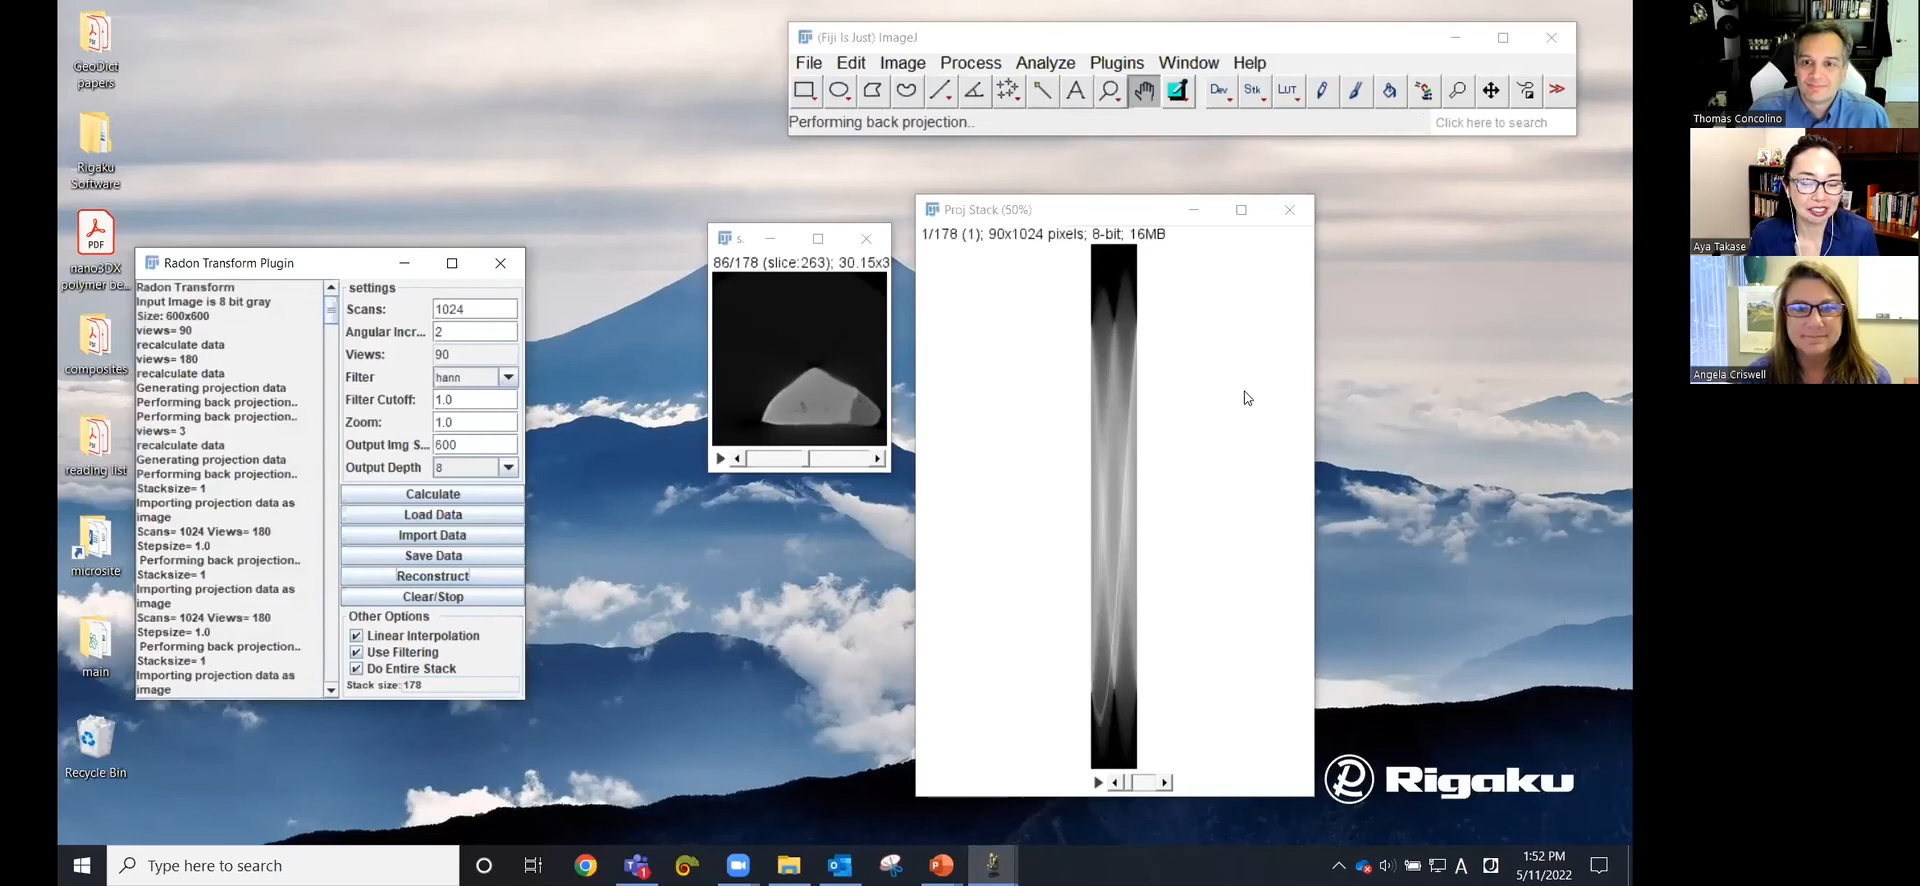 GeoDict
papers
Rigaku
Software
nano3DX
polymer be...
composites
reading list
microsite
main
Recycle Bin
(Fiji Is Just) ImageJ
File Edit Image Process Analyze Plugins Window Help
Dev Stk LUT
Performing back projection..
Click here to search
Radon Transform Plugin
Radon Transform
Input Image is 8 bit gray
Size: 600x600
views= 90
recalculate data
views= 180
recalculate data
Generating projection data
Performing back projection..
Performing back projection..
views= 3
recalculate data
Generating projection data
Performing back projection..
Stacksize= 1
Importing projection data as
image
Scans= 1024 Views= 180
Stepsize= 1.0
Performing back projection..
Stacksize= 1
Importing projection data as
image
Scans= 1024 Views= 180
Stepsize= 1.0
Performing back projection..
Stacksize= 1
Importing projection data as
image
settings
Scans: 1024
Angular Incr... 2
Views: 90
Filter hann
Filter Cutoff: 1.0
Zoom: 1.0
Output Img S... 600
Output Depth 8
Calculate
Load Data
Import Data
Save Data
Reconstruct
Clear/Stop
Other Options
Linear Interpolation
Use Filtering
Do Entire Stack
Stack size: 178
s.
86/178 (slice:263); 30.15x3
Proj Stack (50%)
1/178 (1); 90x1024 pixels; 8-bit; 16MB
Rigaku
Thomas Concolino
Aya Takase
Angela Criswell
Type here to search
A
1:52 PM
5/11/2022